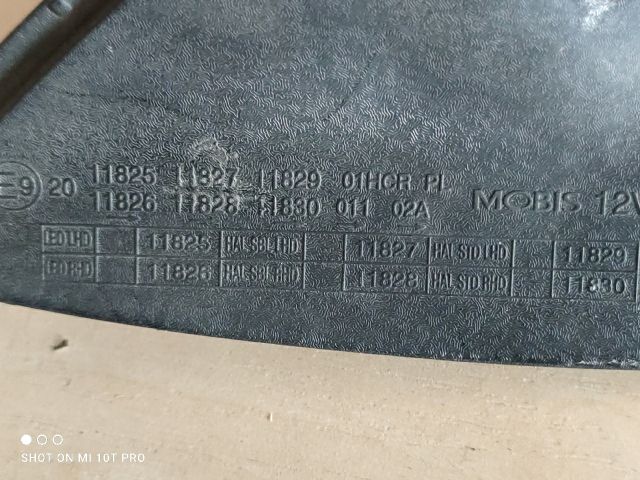 E9 20 11825 11827 11829 01HCR PL MOBIS 12V
11826 11828 11830 011 02A
LED LHD 11825 HAL SBL LHD 11827 HAL STD LHD 11829
LED RHD 11826 HAL SBL RHD 11828 HAL STD RHD 11830
SHOT ON MI 10T PRO